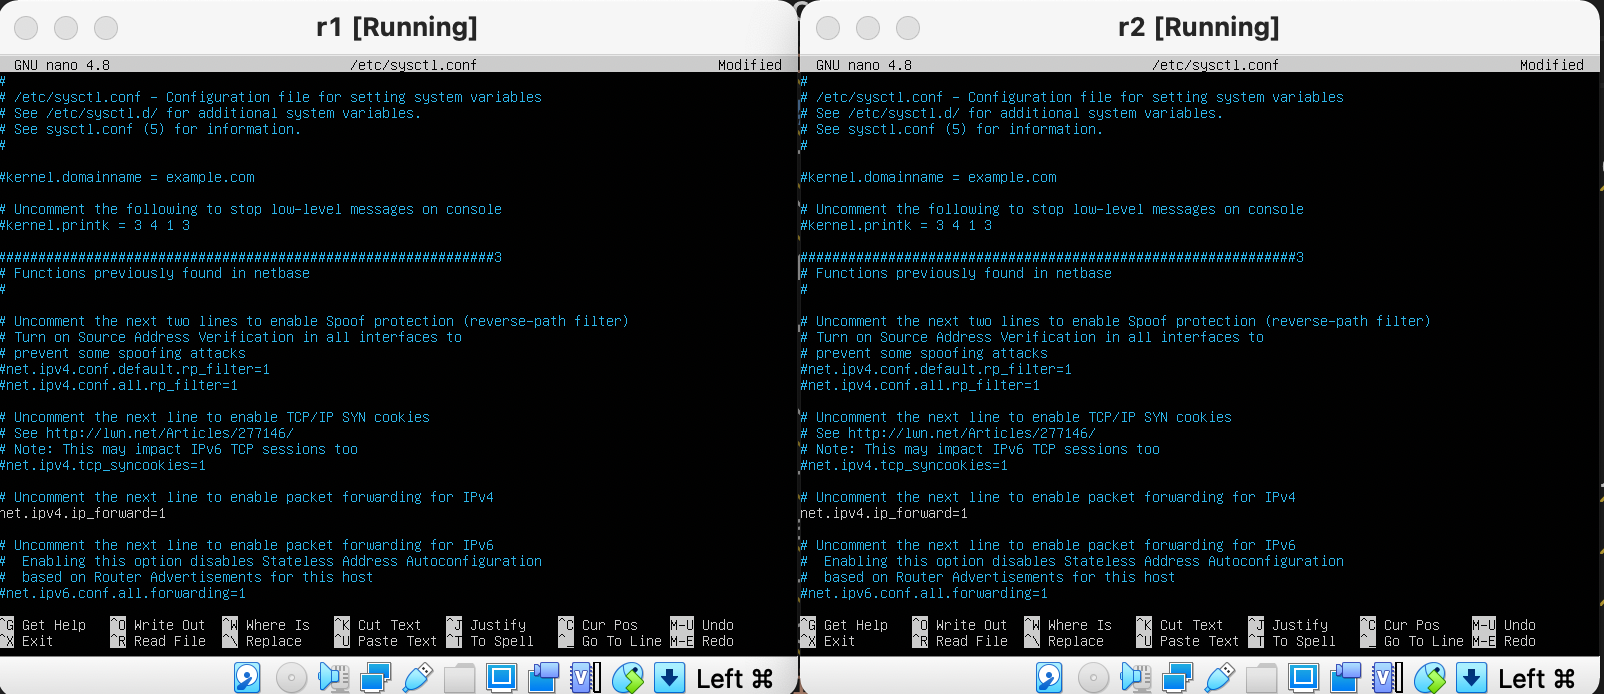 r1 [Running]
GNU nano 4.8 /etc/sysctl.conf Modified
#
# /etc/sysctl.conf - Configuration file for setting system variables
# See /etc/sysctl.d/ for additional system variables.
# See sysctl.conf (5) for information.
#
#kernel.domainname = example.com
# Uncomment the following to stop low-level messages on console
#kernel.printk = 3 4 1 3
##############################################################3
# Functions previously found in netbase
#
# Uncomment the next two lines to enable Spoof protection (reverse-path filter)
# Turn on Source Address Verification in all interfaces to
# prevent some spoofing attacks
#net.ipv4.conf.default.rp_filter=1
#net.ipv4.conf.all.rp_filter=1
# Uncomment the next line to enable TCP/IP SYN cookies
# See http://lwn.net/Articles/277146/
# Note: This may impact IPv6 TCP sessions too
#net.ipv4.tcp_syncookies=1
# Uncomment the next line to enable packet forwarding for IPv4
net.ipv4.ip_forward=1
# Uncomment the next line to enable packet forwarding for IPv6
#  Enabling this option disables Stateless Address Autoconfiguration
#  based on Router Advertisements for this host
#net.ipv6.conf.all.forwarding=1
^G Get Help ^O Write Out ^W Where Is ^K Cut Text ^J Justify ^C Cur Pos M-U Undo
^X Exit ^R Read File ^\ Replace ^U Paste Text ^T To Spell ^_ Go To Line M-E Redo
Left ⌘
r2 [Running]
GNU nano 4.8 /etc/sysctl.conf Modified
#
# /etc/sysctl.conf - Configuration file for setting system variables
# See /etc/sysctl.d/ for additional system variables.
# See sysctl.conf (5) for information.
#
#kernel.domainname = example.com
# Uncomment the following to stop low-level messages on console
#kernel.printk = 3 4 1 3
##############################################################3
# Functions previously found in netbase
#
# Uncomment the next two lines to enable Spoof protection (reverse-path filter)
# Turn on Source Address Verification in all interfaces to
# prevent some spoofing attacks
#net.ipv4.conf.default.rp_filter=1
#net.ipv4.conf.all.rp_filter=1
# Uncomment the next line to enable TCP/IP SYN cookies
# See http://lwn.net/Articles/277146/
# Note: This may impact IPv6 TCP sessions too
#net.ipv4.tcp_syncookies=1
# Uncomment the next line to enable packet forwarding for IPv4
net.ipv4.ip_forward=1
# Uncomment the next line to enable packet forwarding for IPv6
#  Enabling this option disables Stateless Address Autoconfiguration
#  based on Router Advertisements for this host
#net.ipv6.conf.all.forwarding=1
^G Get Help ^O Write Out ^W Where Is ^K Cut Text ^J Justify ^C Cur Pos M-U Undo
^X Exit ^R Read File ^\ Replace ^U Paste Text ^T To Spell ^_ Go To Line M-E Redo
Left ⌘